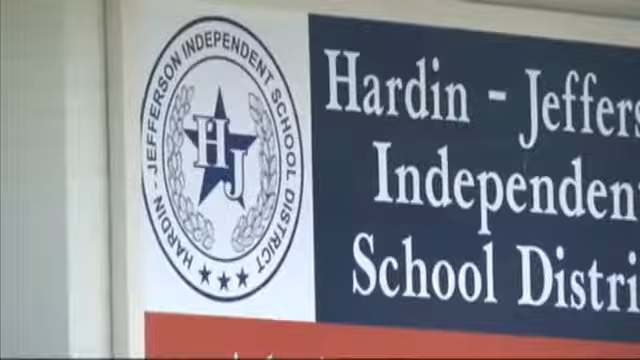 HARDIN - JEFFERSON INDEPENDENT SCHOOL DISTRICT
HJ
Hardin - Jeffers
Independen
School Distri